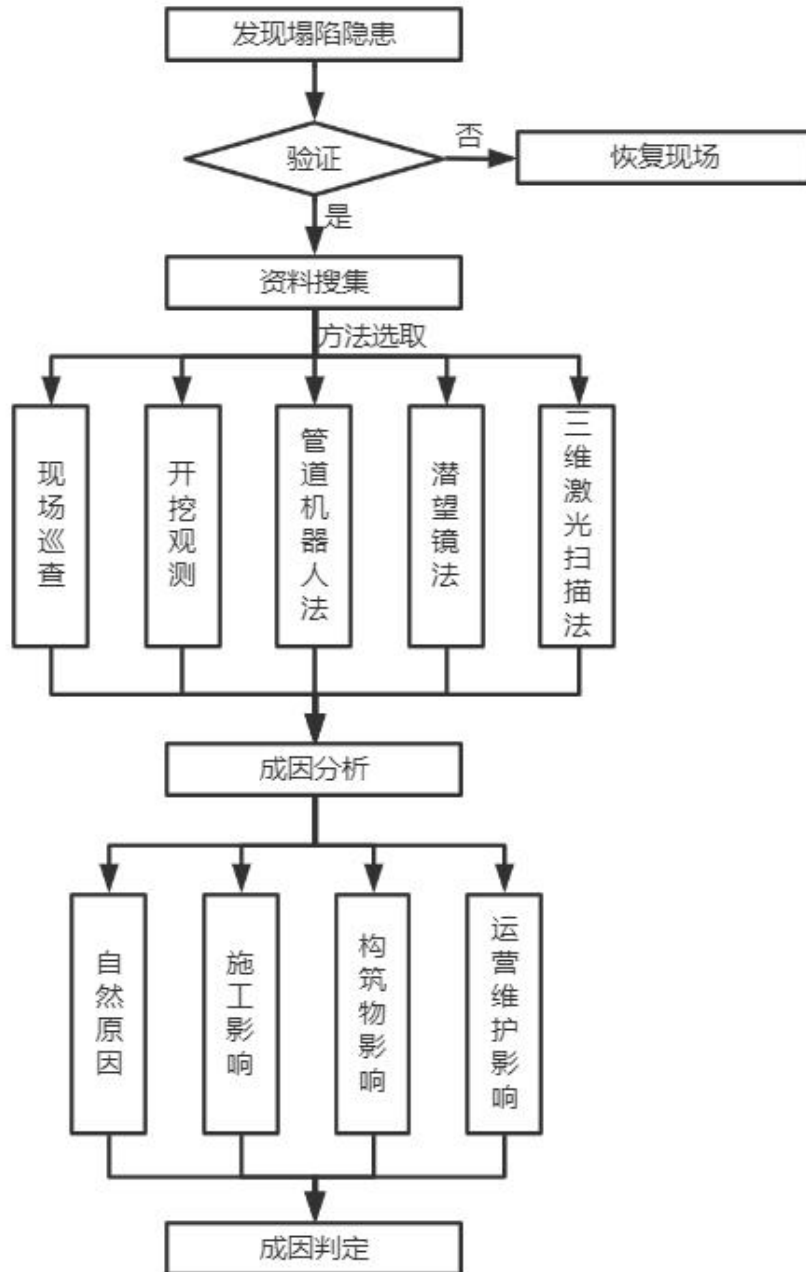 发现塌陷隐患
验证
否
恢复现场
是
资料搜集
方法选取
现场巡查
开挖观测
管道机器人法
潜望镜法
三维激光扫描法
成因分析
自然原因
施工影响
构筑物影响
运营维护影响
成因判定